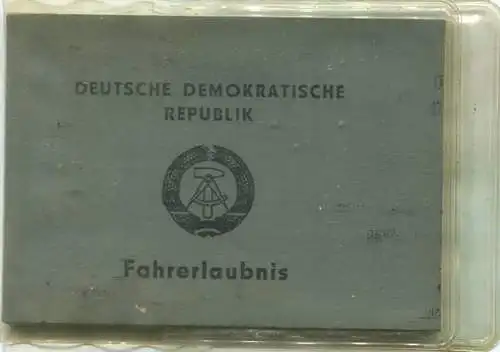 DEUTSCHE DEMOKRATISCHE
REPUBLIK
Fahrerlaubnis